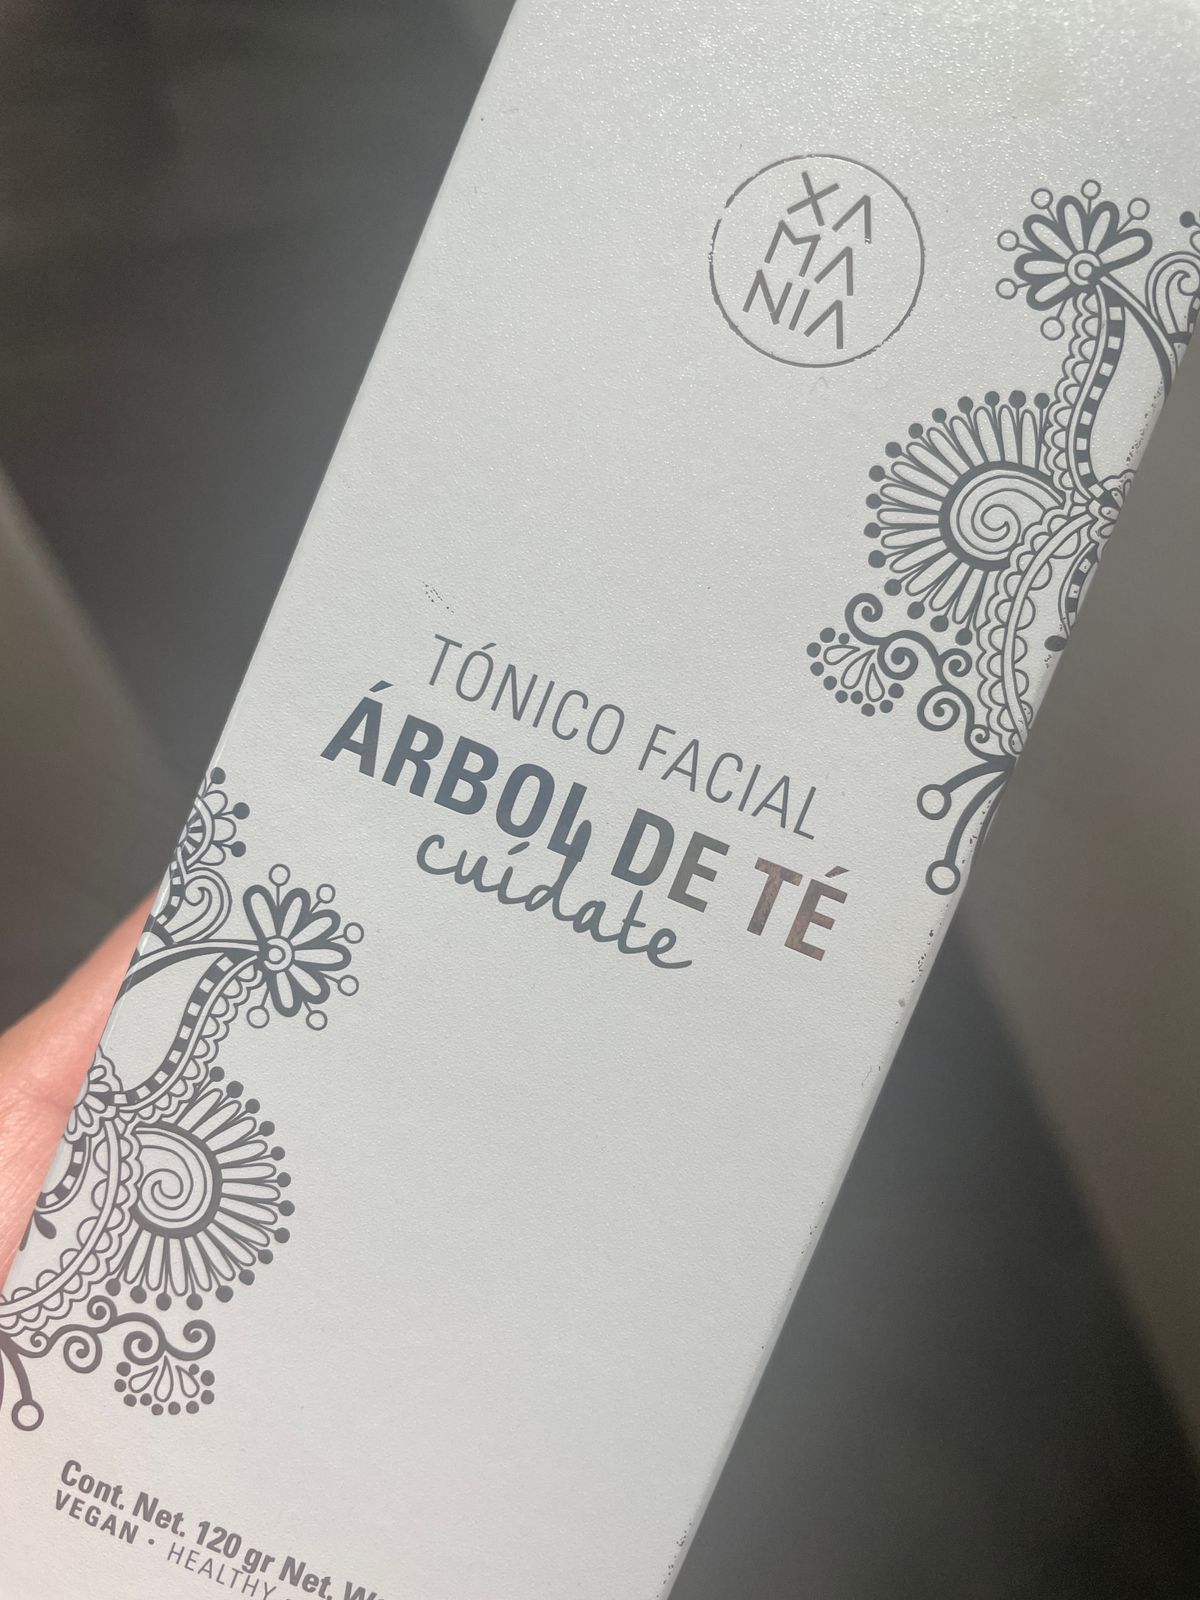 XA
MA
NIA
TÓNICO FACIAL
ÁRBOL DE TÉ
cuídate
Cont. Net. 120 gr Net.
VEGAN · HEALTHY